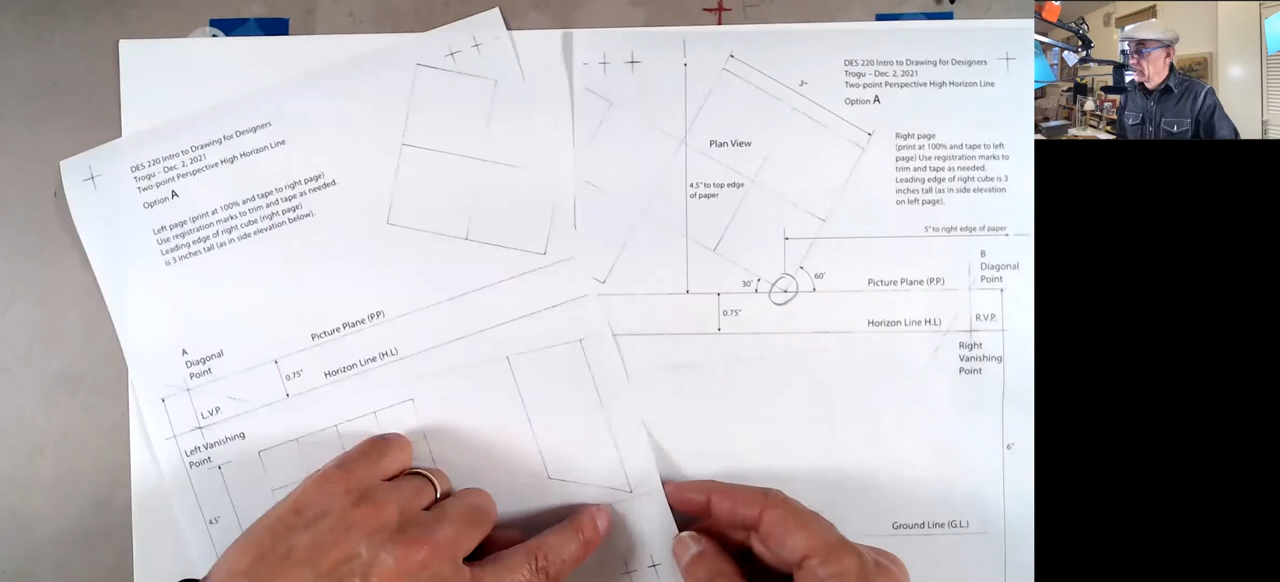 DES 220 Intro to Drawing for Designers
Trogu – Dec. 2, 2021
Two-point Perspective High Horizon Line
Option A
Left page (print at 100% and tape to right page)
Use registration marks to trim and tape as needed.
Leading edge of right cube (right page)
is 3 inches tall (as in side elevation below).
Picture Plane (P.P)
A
Diagonal
Point
0.75"
Horizon Line (H.L)
L.V.P.
Left Vanishing
Point
4.5"
DES 220 Intro to Drawing for Designers
Trogu – Dec. 2, 2021
Two-point Perspective High Horizon Line
Option A
3"
Plan View
4.5" to top edge
of paper
Right page
(print at 100% and tape to left
page) Use registration marks to
trim and tape as needed.
Leading edge of right cube is 3
inches tall (as in side elevation
on left page).
5" to right edge of paper
B
Diagonal
Point
30°
60°
Picture Plane (P.P.)
0.75"
Horizon Line H.L)
R.V.P.
Right
Vanishing
Point
6"
Ground Line (G.L.)